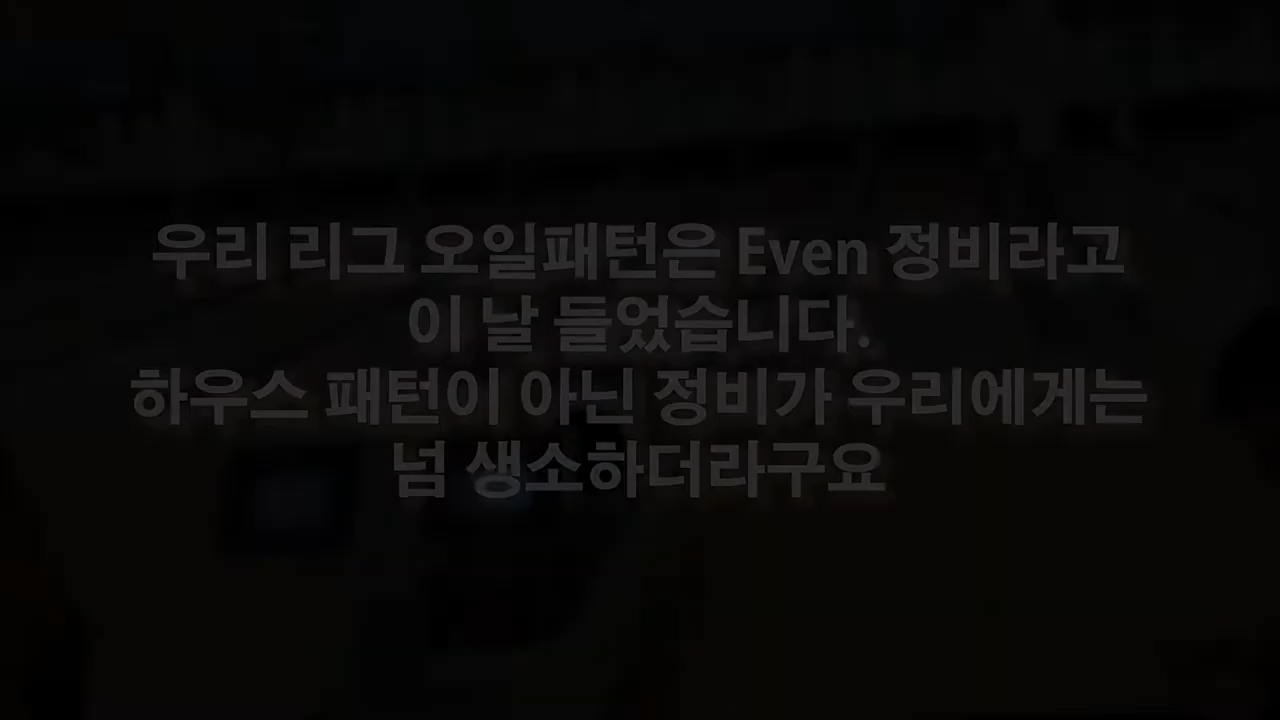 우리 리그 오일패턴은 Even 정비라고
이 날 들었습니다.
하우스 패턴이 아닌 정비가 우리에게는
넘 생소하더라구요